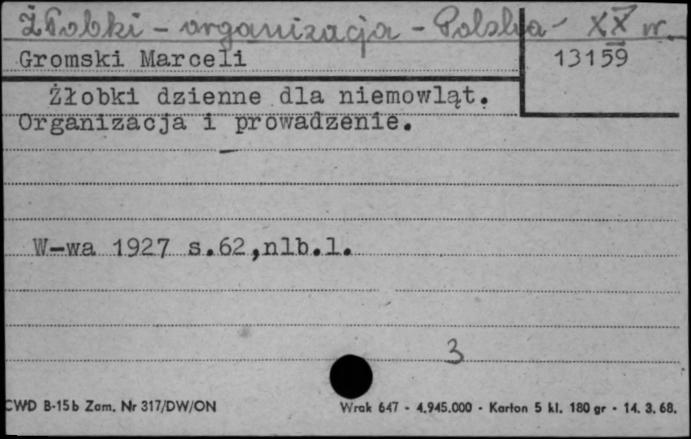 Żłobki - organizacja - Polska - XX w.
Gromski Marceli
13159
Żłobki dzienne dla niemowląt.
Organizacja i prowadzenie.
W-wa 1927 s.62,nlb.1.
3
CWD B-15b Zam. Nr 317/DW/ON
Wrak 647 - 4.945.000 - Karton 5 kl. 180 gr - 14. 3. 68.